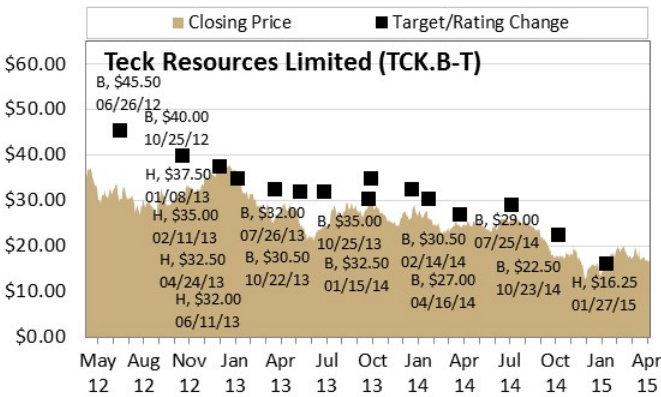 Closing Price Target/Rating Change
Teck Resources Limited (TCK.B-T)
$60.00
$50.00
$40.00
$30.00
$20.00
$10.00
$0.00
B, $45.50
06/26/12
B, $40.00
10/25/12
H, $37.50
01/08/13
H, $35.00
02/11/13
H, $32.50
04/24/13
H, $32.00
06/11/13
B, $32.00
07/26/13
B, $30.50
10/22/13
B, $35.00
10/25/13
B, $32.50
01/15/14
B, $30.50
02/14/14
B, $27.00
04/16/14
B, $29.00
07/25/14
B, $22.50
10/23/14
H, $16.25
01/27/15
May Aug Nov Jan Apr Jul Oct Jan Apr Jul Oct Jan Apr
12 12 12 13 13 13 13 14 14 14 14 15 15